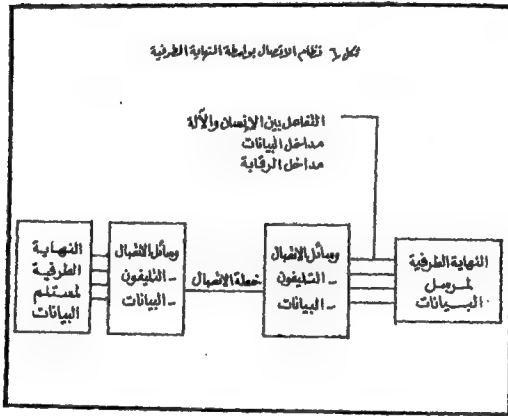 شكل ٦ نظام الاتصال بواسطة النهاية الطرفية
التفاعل بين الإنسان والآلة
مداخل البيانات
مداخل الرقابة
النهاية الطرفية
لمرسل
البيانات
وسائل الاتصال
- التليفون
- البيانات
خطة الاتصال
وسائل الاتصال
- التليفون
- البيانات
النهاية
الطرفية
لمستلم
البيانات